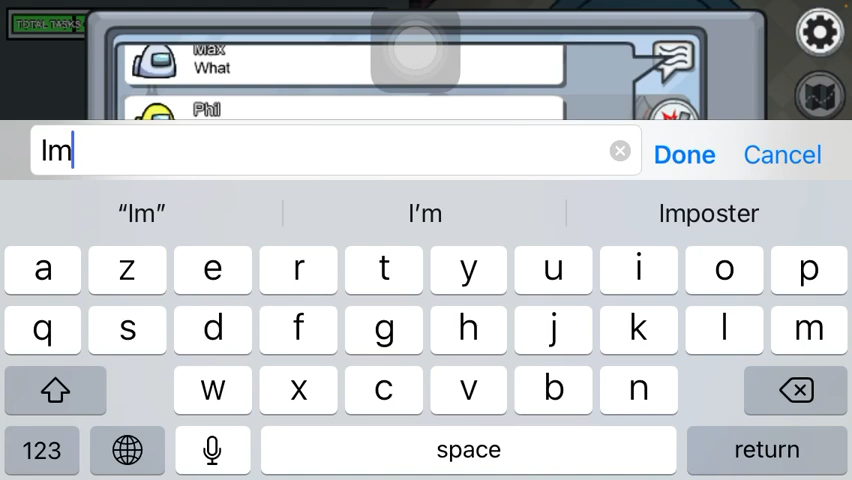 TOTAL TASKS
Max
What
Phil
Im
Done
Cancel
“Im”
I’m
Imposter
a z e r t y u i o p
q s d f g h j k l m
w x c v b n
123
space
return